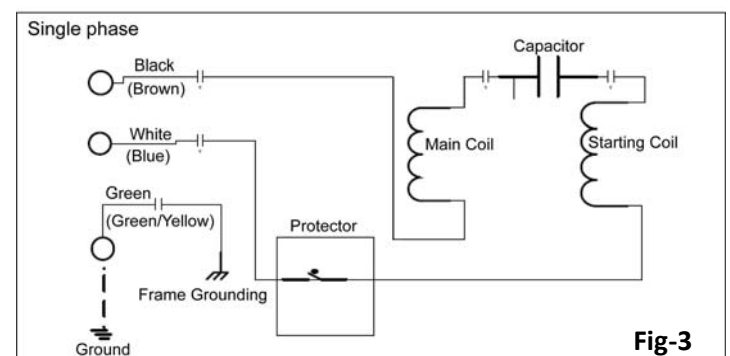 Single phase
Capacitor
Black
(Brown)
White
(Blue)
Main Coil
Starting Coil
Green
(Green/Yellow)
Protector
Frame Grounding
Ground
Fig-3